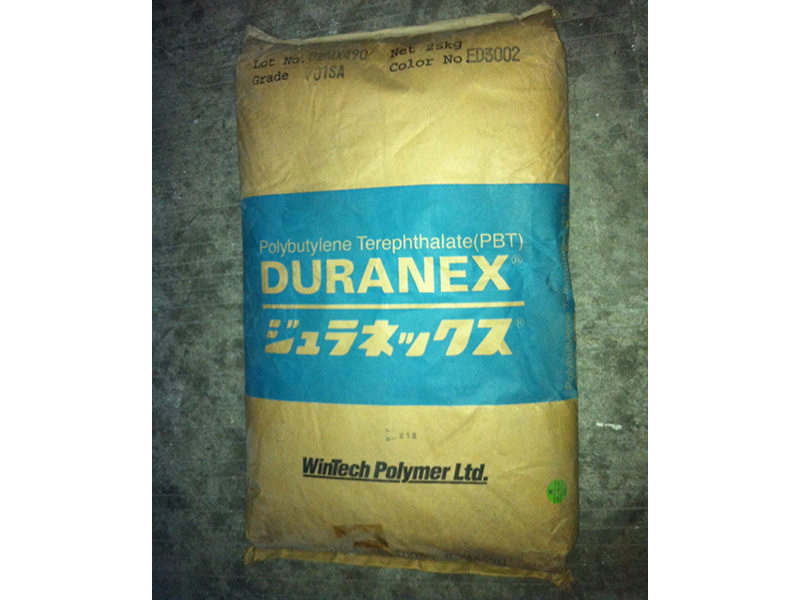 Lot No.
Net 25kg
Grade
Color No ED3002
Polybutylene Terephthalate(PBT)
DURANEX®
ジュラネックス®
WinTech Polymer Ltd.